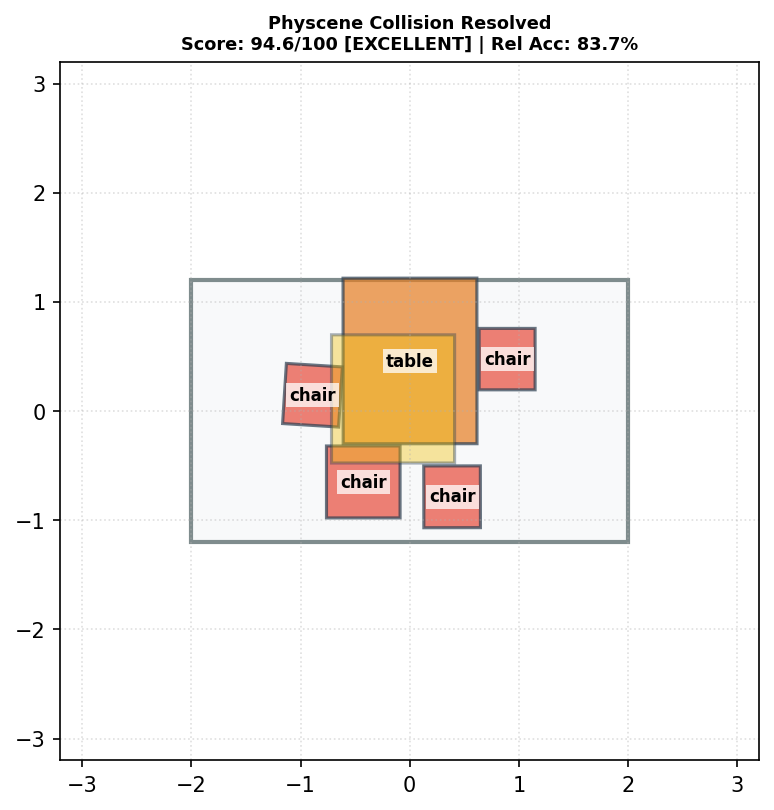 Physcene Collision Resolved
Score: 94.6/100 [EXCELLENT] | Rel Acc: 83.7%
3
2
1
0
−1
−2
−3
table
chair
chair
chair
chair
−3
−2
−1
0
1
2
3